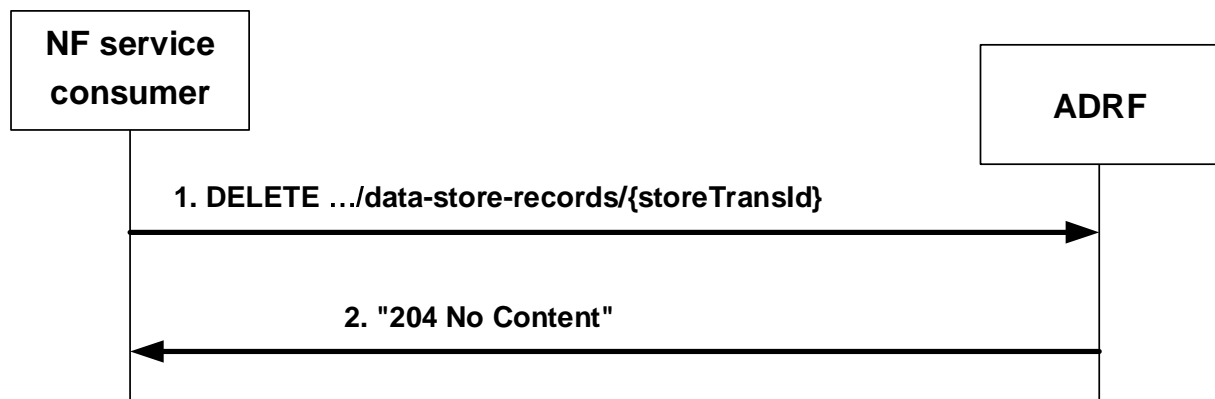 NF service
consumer
ADRF
1. DELETE …/data-store-records/{storeTransId}
2. "204 No Content"